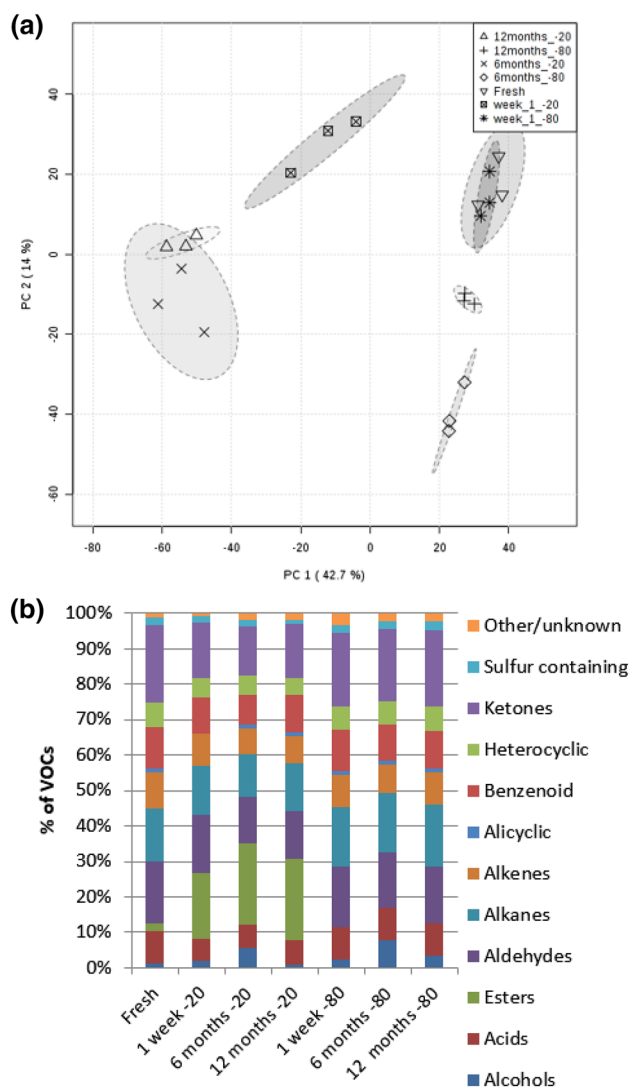 (a)
12months_-20
12months_-80
6months_-20
6months_-80
Fresh
week_1_-20
week_1_-80
PC 2 ( 14 %)
40
20
0
-20
-40
-60
-80 -60 -40 -20 0 20 40
PC 1 ( 42.7 %)
(b)
% of VOCs
100%
90%
80%
70%
60%
50%
40%
30%
20%
10%
0%
Fresh
1 week -20
6 months -20
12 months -20
1 week -80
6 months -80
12 months -80
Other/unknown
Sulfur containing
Ketones
Heterocyclic
Benzenoid
Alicyclic
Alkenes
Alkanes
Aldehydes
Esters
Acids
Alcohols